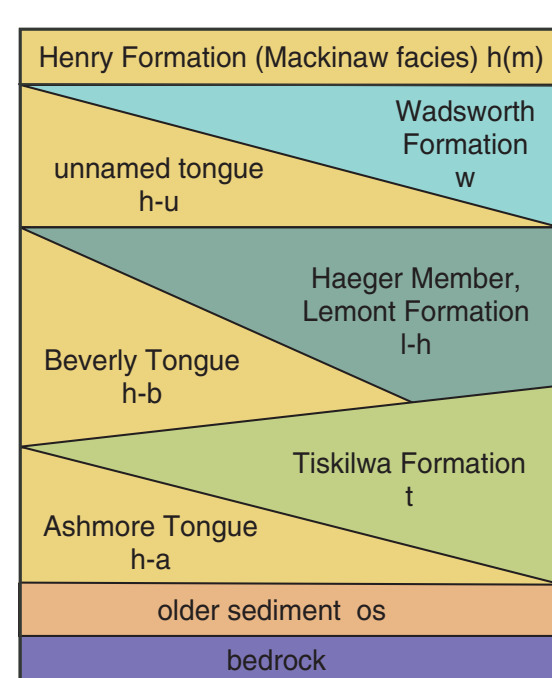 Henry Formation (Mackinaw facies) h(m)
Wadsworth
Formation
w
unnamed tongue
h-u
Haeger Member,
Lemont Formation
l-h
Beverly Tongue
h-b
Tiskilwa Formation
t
Ashmore Tongue
h-a
older sediment os
bedrock